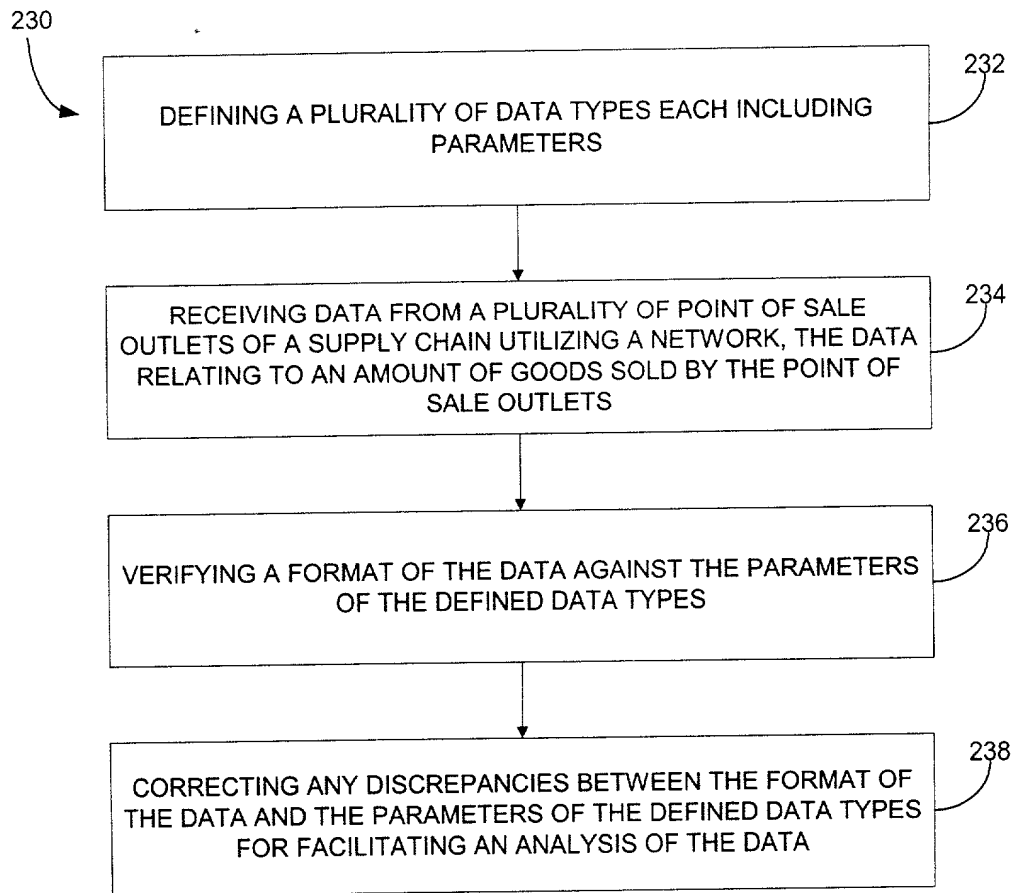 230
232
DEFINING A PLURALITY OF DATA TYPES EACH INCLUDING
PARAMETERS
234
RECEIVING DATA FROM A PLURALITY OF POINT OF SALE
OUTLETS OF A SUPPLY CHAIN UTILIZING A NETWORK, THE DATA
RELATING TO AN AMOUNT OF GOODS SOLD BY THE POINT OF
SALE OUTLETS
236
VERIFYING A FORMAT OF THE DATA AGAINST THE PARAMETERS
OF THE DEFINED DATA TYPES
238
CORRECTING ANY DISCREPANCIES BETWEEN THE FORMAT OF
THE DATA AND THE PARAMETERS OF THE DEFINED DATA TYPES
FOR FACILITATING AN ANALYSIS OF THE DATA